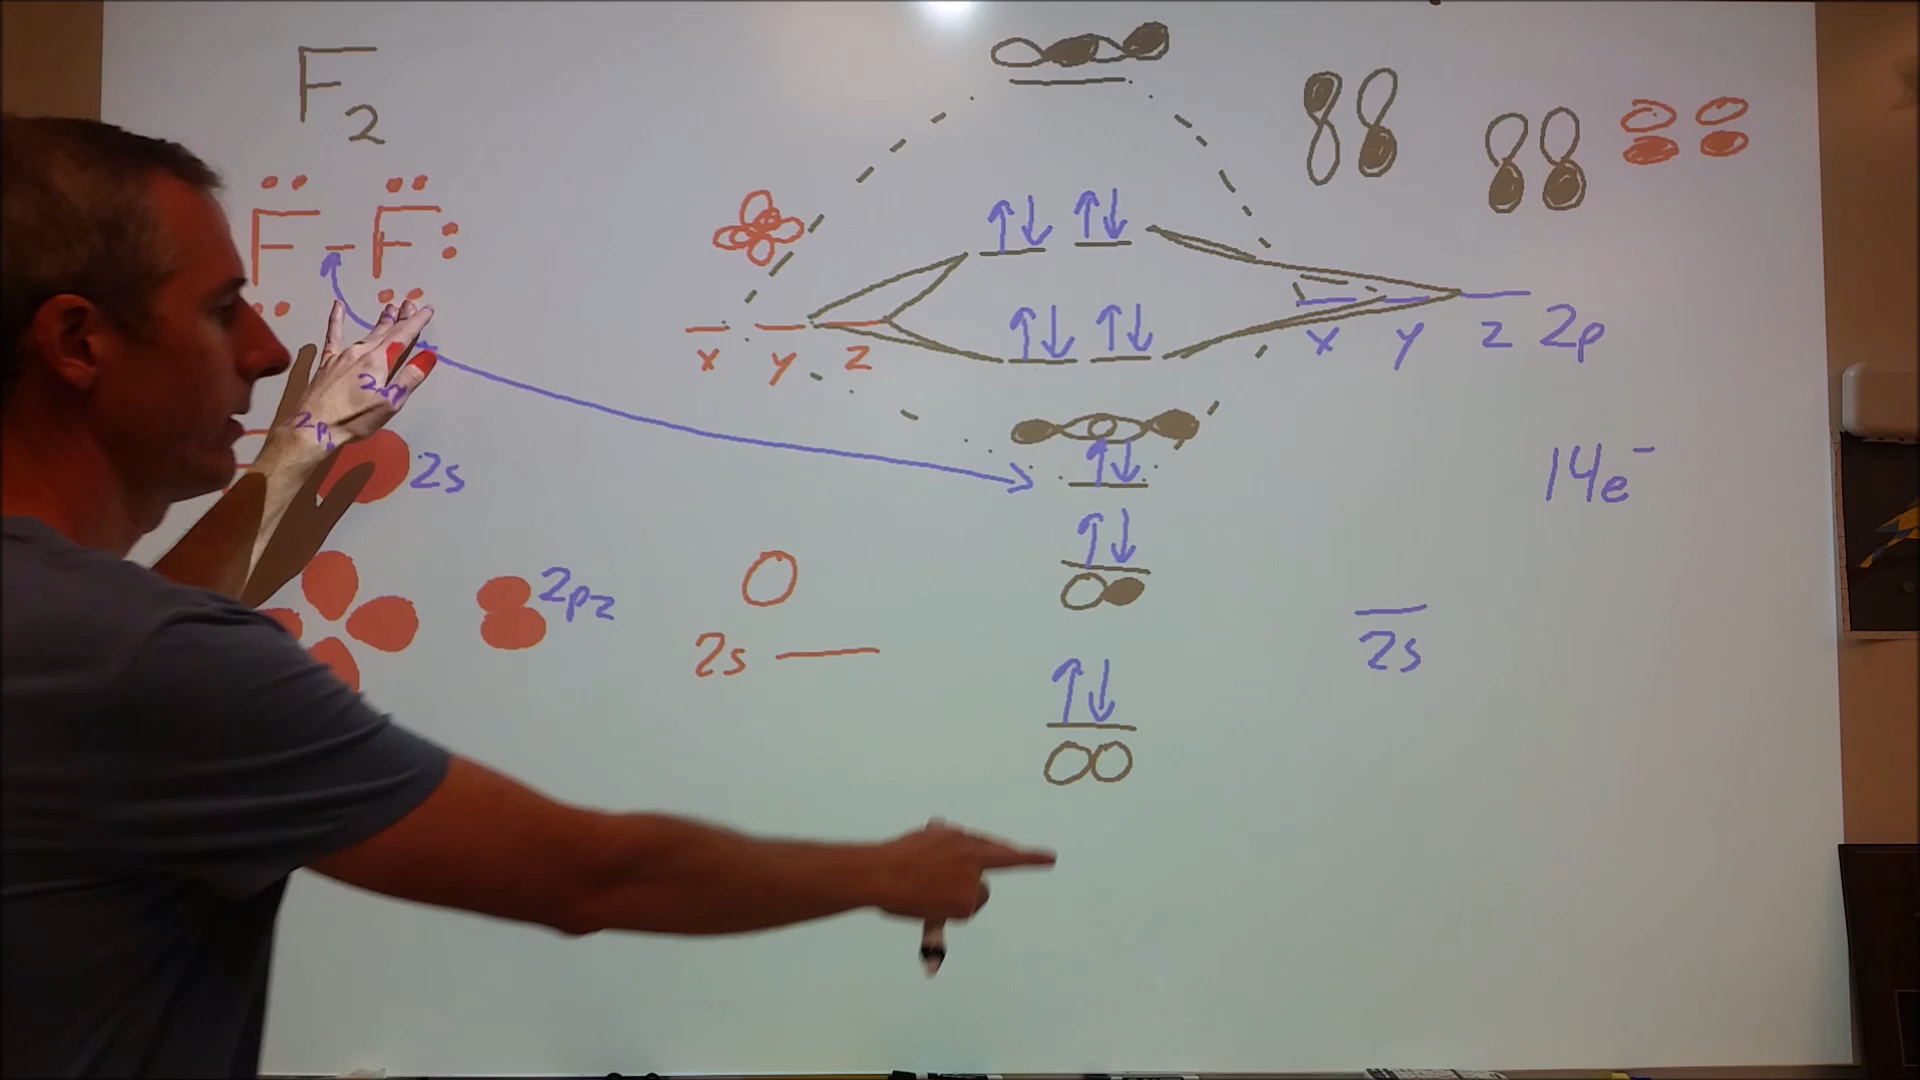 F2
F - F
x y z
x y z 2p
2s
14e⁻
2pz
2s
2s